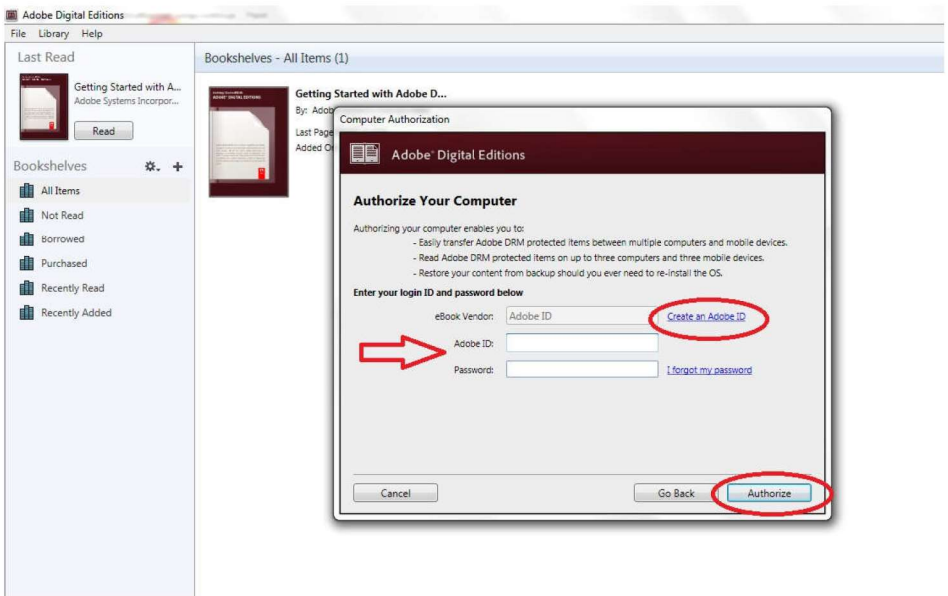 Adobe Digital Editions
File Library Help
Last Read
Getting Started with A...
Adobe Systems Incorpor...
Read
Bookshelves
All Items
Not Read
Borrowed
Purchased
Recently Read
Recently Added
Bookshelves - All Items (1)
Getting Started with Adobe D...
By: Adob
Last Page
Added O
Computer Authorization
Adobe® Digital Editions
Authorize Your Computer
Authorizing your computer enables you to:
- Easily transfer Adobe DRM protected items between multiple computers and mobile devices.
- Read Adobe DRM protected items on up to three computers and three mobile devices.
- Restore your content from backup should you ever need to re-install the OS.
Enter your login ID and password below
eBook Vendor: Adobe ID Create an Adobe ID
Adobe ID:
Password: I forgot my password
Cancel Go Back Authorize